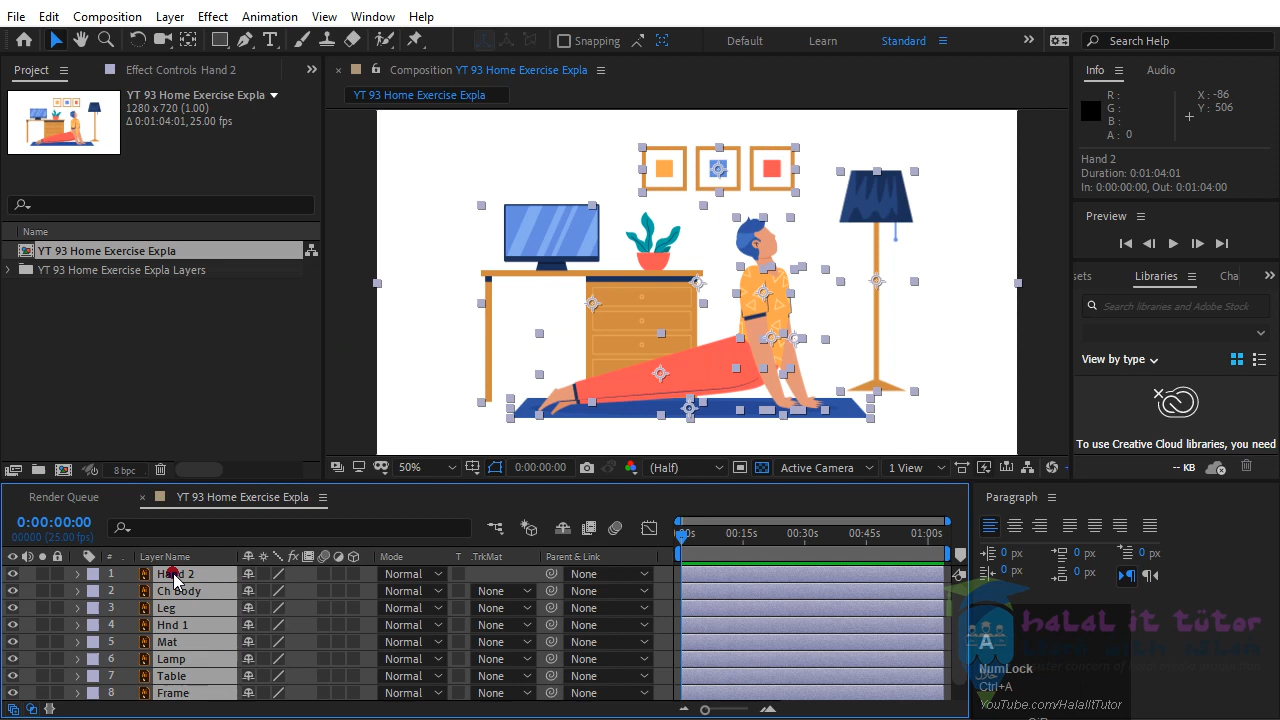 File Edit Composition Layer Effect Animation View Window Help
Snapping Default Learn Standard Search Help
Project Effect Controls Hand 2
Composition YT 93 Home Exercise Expla
Info Audio
YT 93 Home Exercise Expla
1280 x 720 (1.00)
Δ 0:01:04:01, 25.00 fps
YT 93 Home Exercise Expla
R :
G :
B :
A : 0
X : -86
Y : 506
Hand 2
Duration: 0:01:04:01
In: 0:00:00:00, Out: 0:01:04:00
Preview
Name
YT 93 Home Exercise Expla
YT 93 Home Exercise Expla Layers
sets Libraries Cha
Search libraries and Adobe Stock
View by type
To use Creative Cloud libraries, you need
-- KB
8 bpc
50% 0:00:00:00 (Half) Active Camera 1 View
Render Queue YT 93 Home Exercise Expla
Paragraph
0:00:00:00
00000 (25.00 fps)
:00s 00:15s 00:30s 00:45s 01:00s
0 px 0 px 0 px
0 px 0 px
# Layer Name Mode T .TrkMat Parent & Link
1 Hand 2 Normal None
2 Ch Body Normal None None
3 Leg Normal None None
4 Hnd 1 Normal None None
5 Mat Normal None None
6 Lamp Normal None None
7 Table Normal None None
8 Frame Normal None None
halal it tutor
A
NumLock
Ctrl+A
YouTube.com/HalalItTutor